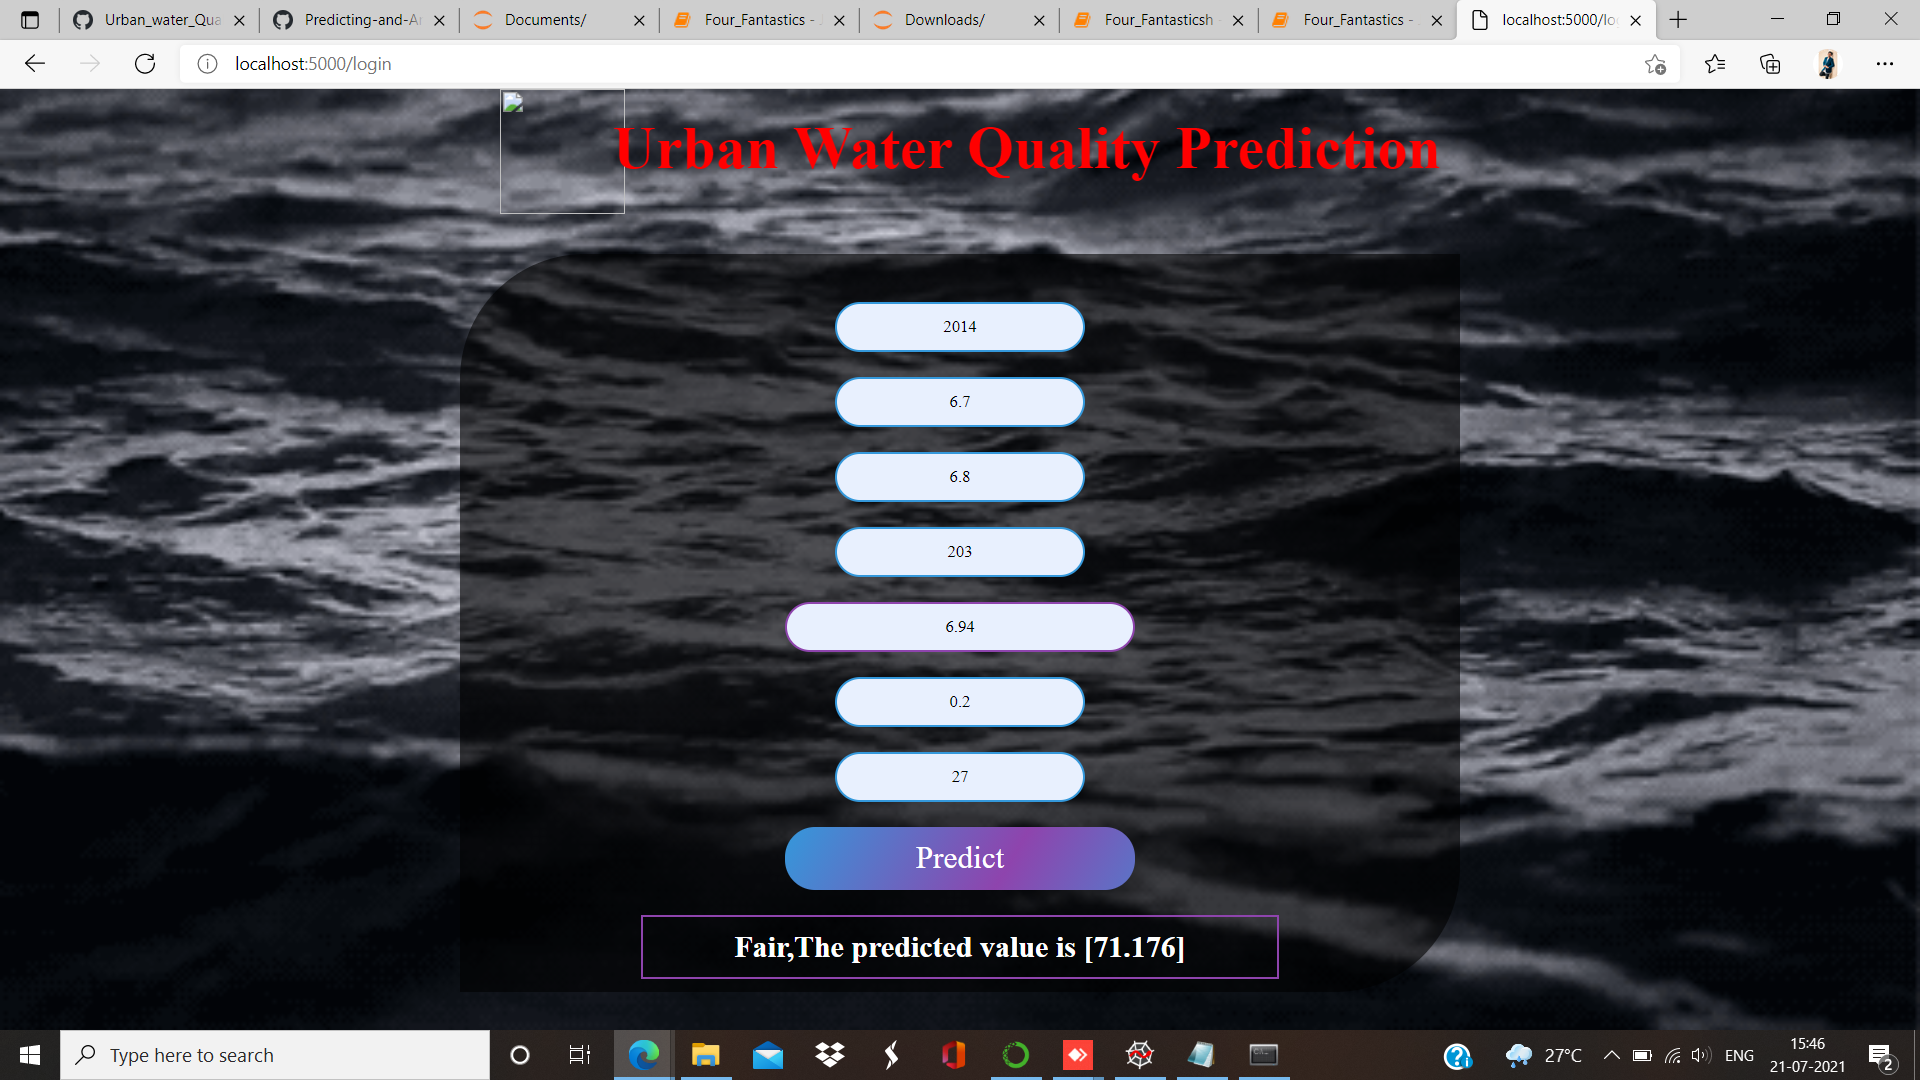 Urban_water_Qua
Predicting-and-A
Documents/
Four_Fantastics - J
Downloads/
Four_Fantasticsh -
Four_Fantastics -
localhost:5000/lo
localhost:5000/login
Urban Water Quality Prediction
2014
6.7
6.8
203
6.94
0.2
27
Predict
Fair,The predicted value is [71.176]
Type here to search
27°C
ENG
15:46
21-07-2021
2